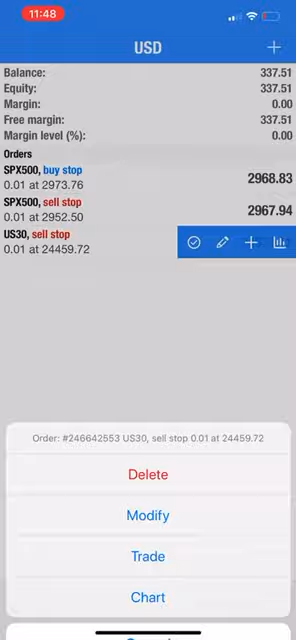 11:48
USD
Balance: 337.51
Equity: 337.51
Margin: 0.00
Free margin: 337.51
Margin level (%): 0.00
Orders
SPX500, buy stop
0.01 at 2973.76 2968.83
SPX500, sell stop
0.01 at 2952.50 2967.94
US30, sell stop
0.01 at 24459.72
Order: #246642553 US30, sell stop 0.01 at 24459.72
Delete
Modify
Trade
Chart